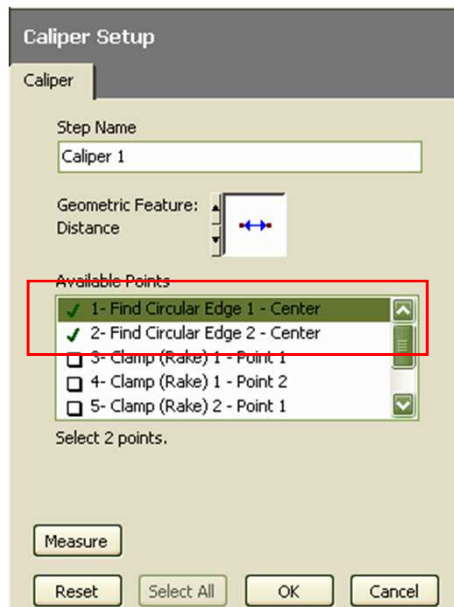 Caliper Setup
Caliper
Step Name
Caliper 1
Geometric Feature:
Distance
Available Points
1- Find Circular Edge 1 - Center
2- Find Circular Edge 2 - Center
3- Clamp (Rake) 1 - Point 1
4- Clamp (Rake) 1 - Point 2
5- Clamp (Rake) 2 - Point 1
Select 2 points.
Measure
Reset Select All OK Cancel